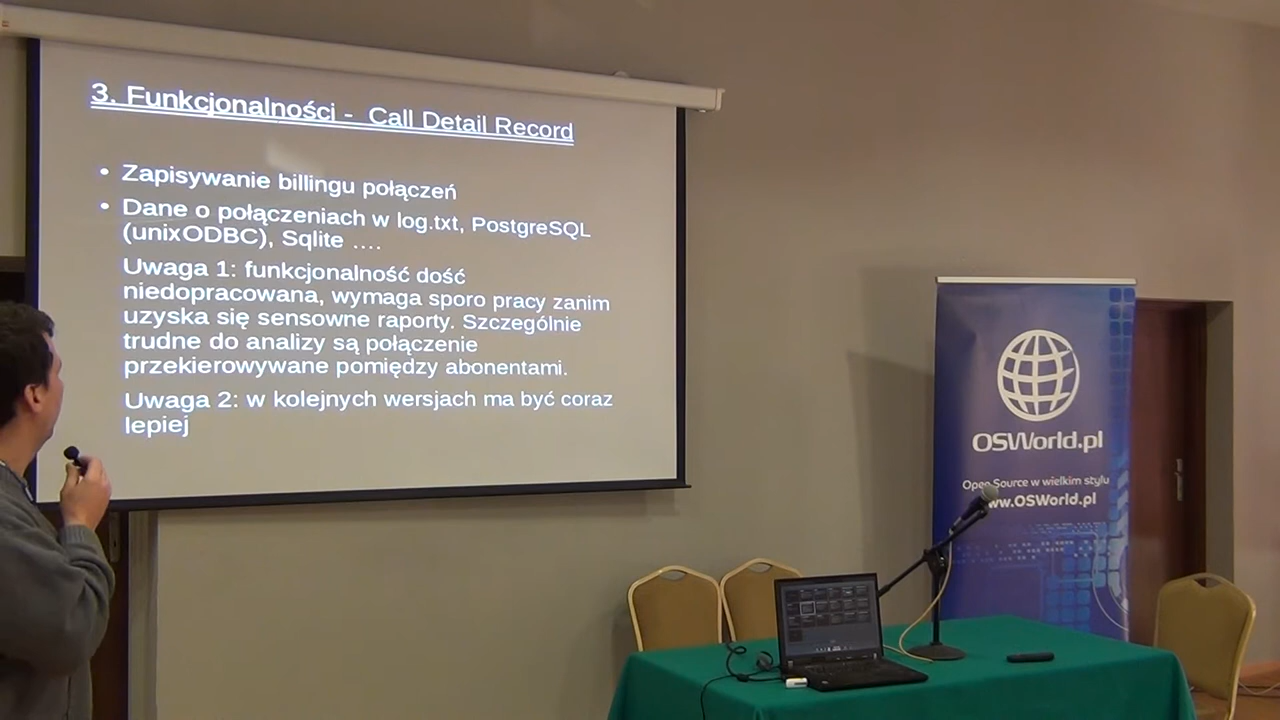 3. Funkcjonalności - Call Detail Record
• Zapisywanie billingu połączeń
• Dane o połączeniach w log.txt, PostgreSQL
(unixODBC), Sqlite ....
Uwaga 1: funkcjonalność dość
niedopracowana, wymaga sporo pracy zanim
uzyska się sensowne raporty. Szczególnie
trudne do analizy są połączenie
przekierowywane pomiędzy abonentami.
Uwaga 2: w kolejnych wersjach ma być coraz
lepiej
OSWorld.pl
Open Source w wielkim stylu
www.OSWorld.pl